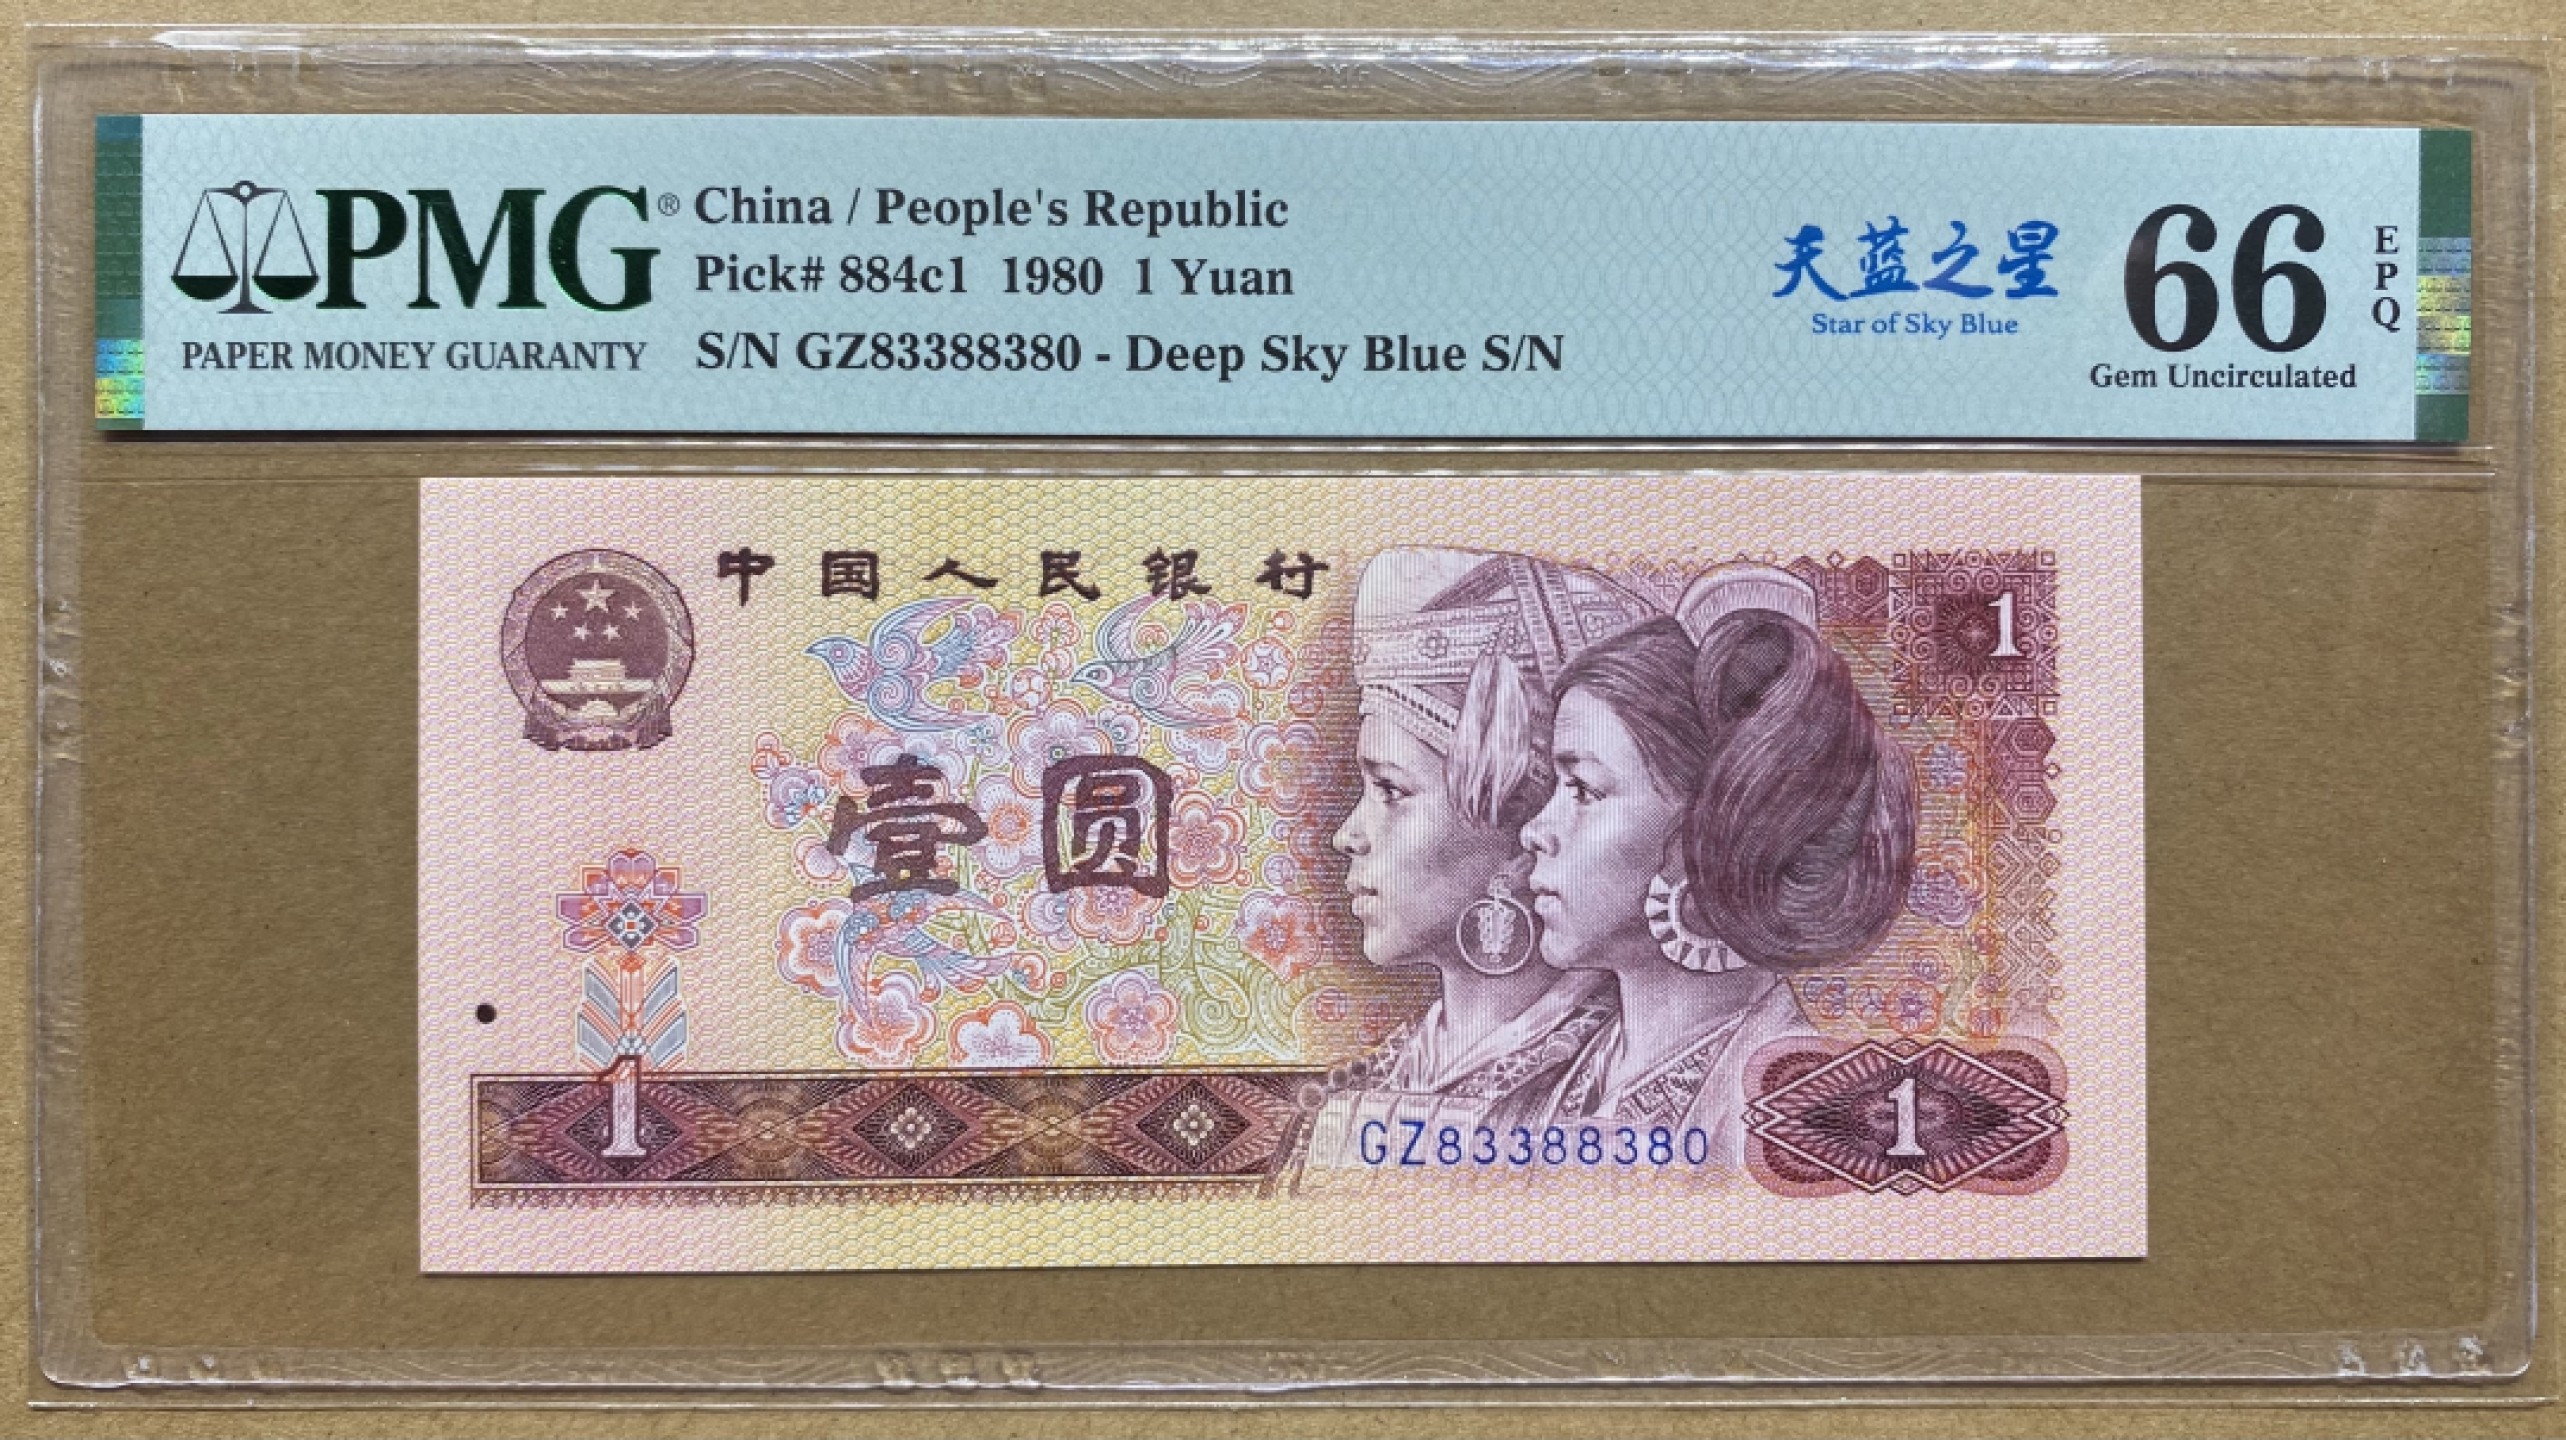 PMG®
PAPER MONEY GUARANTY
China / People's Republic
Pick# 884c1 1980 1 Yuan
S/N GZ83388380 - Deep Sky Blue S/N
天蓝之星
Star of Sky Blue
66
EPQ
Gem Uncirculated
中国人民银行
1
壹圆
1
GZ83388380
1